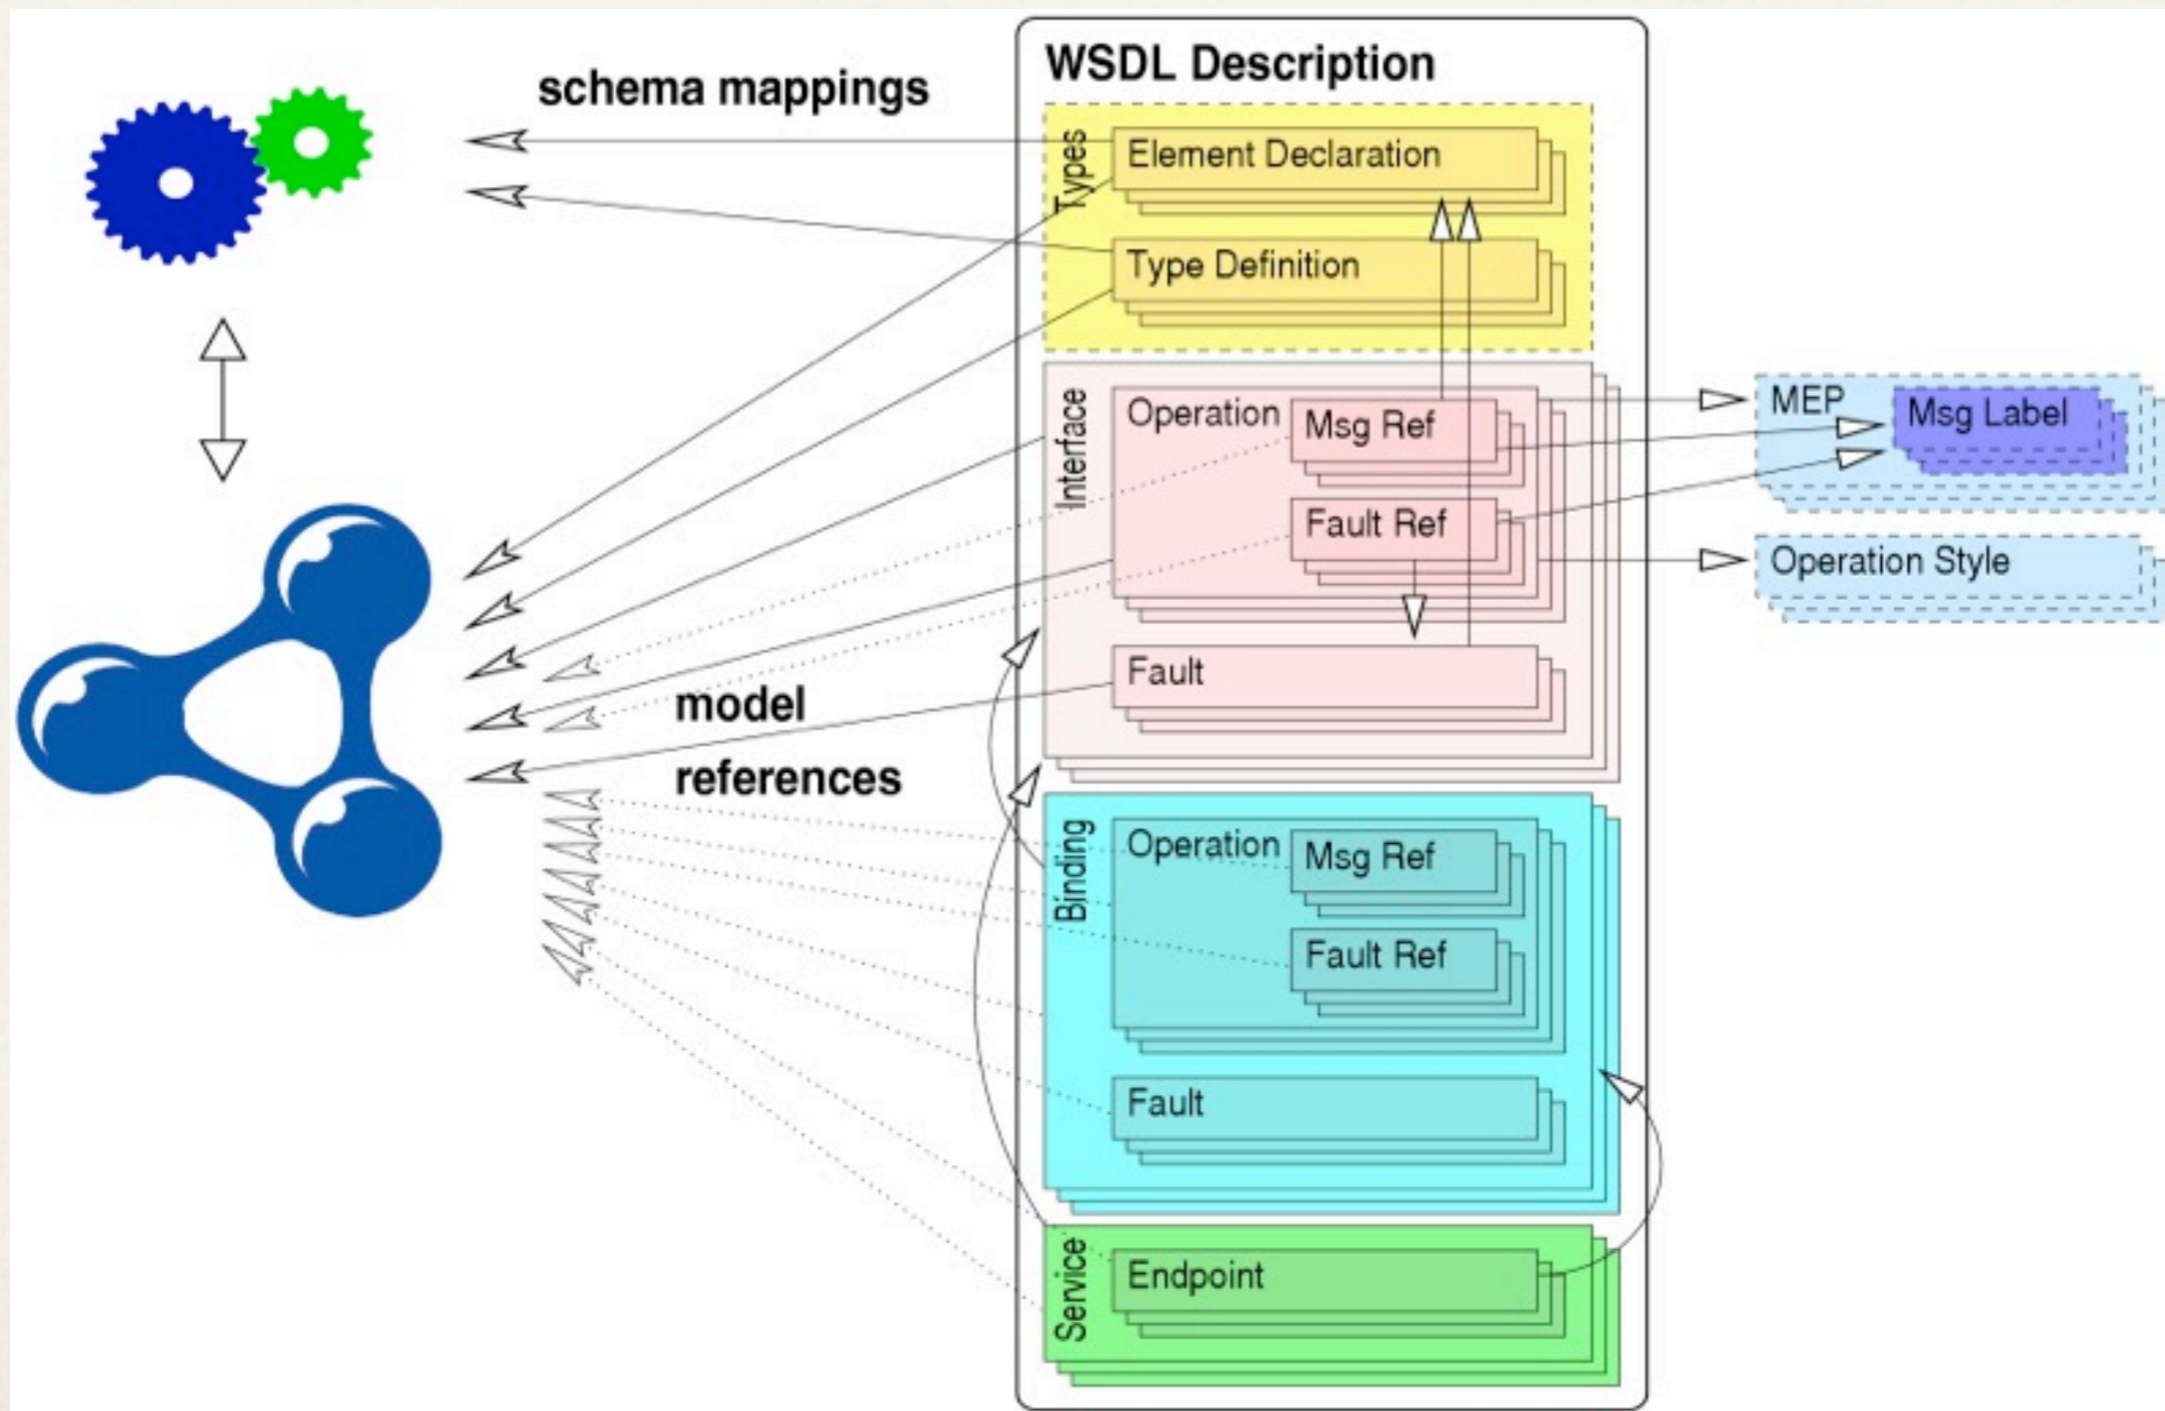 schema mappings
WSDL Description
Types
Element Declaration
Type Definition
Interface
Operation
Msg Ref
Fault Ref
Fault
MEP
Msg Label
Operation Style
model
references
Binding
Operation
Msg Ref
Fault Ref
Fault
Service
Endpoint